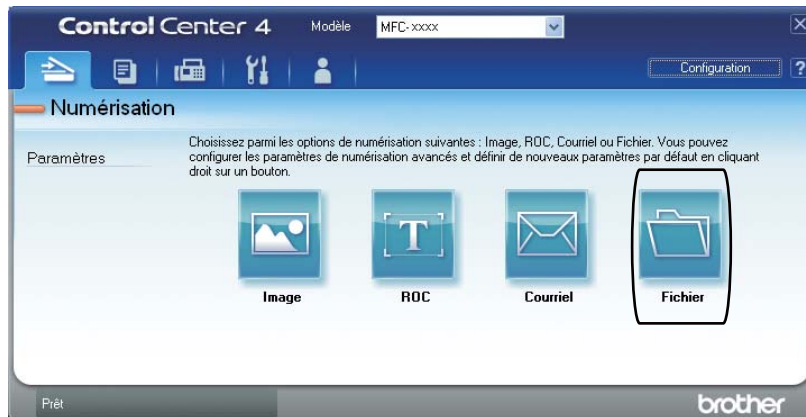 Control Center 4 Modèle MFC-xxxx
Configuration ?
Numérisation
Paramètres
Choisissez parmi les options de numérisation suivantes : Image, ROC, Courriel ou Fichier. Vous pouvez
configurer les paramètres de numérisation avancés et définir de nouveaux paramètres par défaut en cliquant
droit sur un bouton.
T
Image ROC Courriel Fichier
Prêt brother